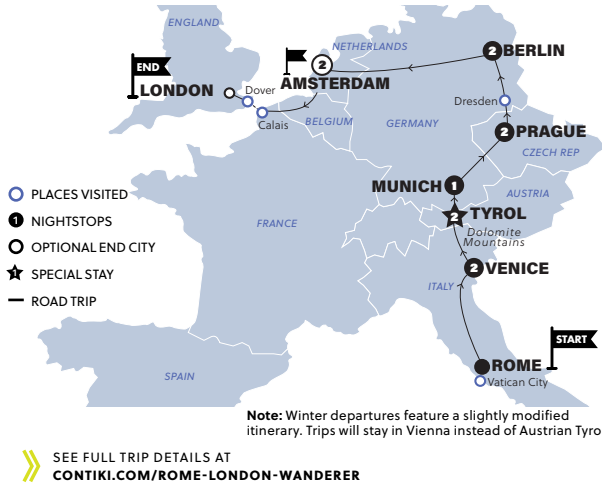 ENGLAND
NETHERLANDS
2 BERLIN
END
LONDON
2
AMSTERDAM
Dover
Calais
BELGIUM
GERMANY
Dresden
2 PRAGUE
CZECH REP
MUNICH 1
AUSTRIA
2 TYROL
Dolomite
Mountains
FRANCE
2 VENICE
ITALY
START
ROME
Vatican City
SPAIN
PLACES VISITED
1 NIGHTSTOPS
OPTIONAL END CITY
1 SPECIAL STAY
ROAD TRIP
Note: Winter departures feature a slightly modified
itinerary. Trips will stay in Vienna instead of Austrian Tyro
SEE FULL TRIP DETAILS AT
CONTIKI.COM/ROME-LONDON-WANDERER